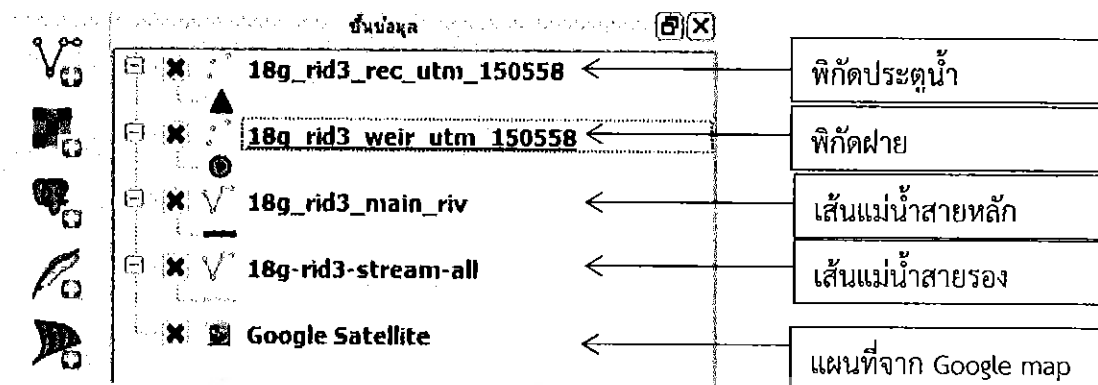 ชั้นข้อมูล
18g_rid3_rec_utm_150558
พิกัดประตูน้ำ
18g_rid3_weir_utm_150558
พิกัดฝาย
18g_rid3_main_riv
เส้นแม่น้ำสายหลัก
18g-rid3-stream-all
เส้นแม่น้ำสายรอง
Google Satellite
แผนที่จาก Google map